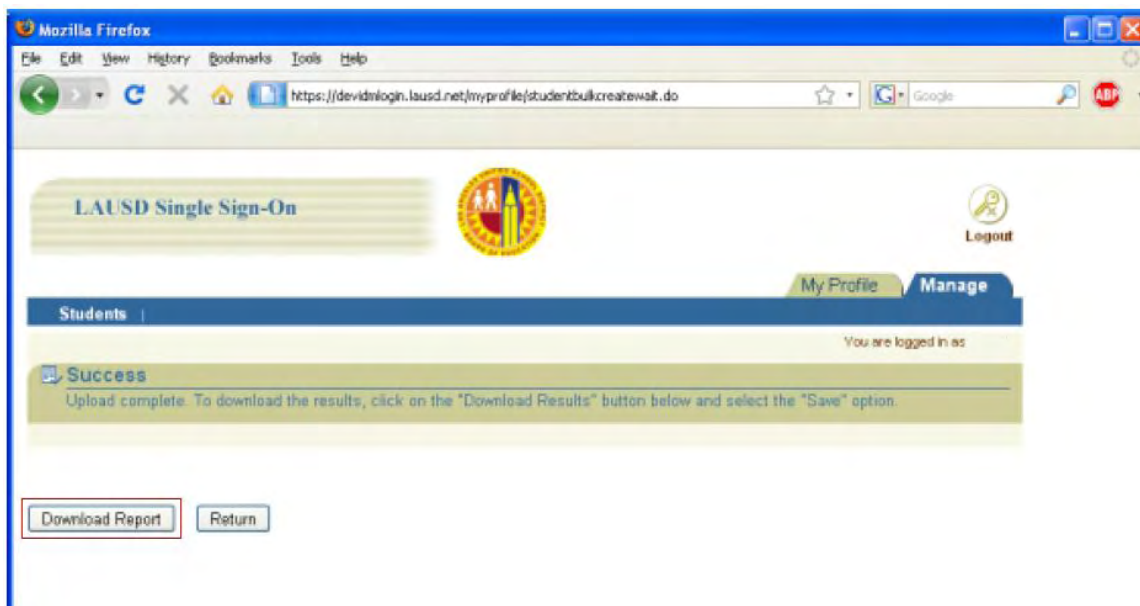 Mozilla Firefox
File Edit View History Bookmarks Tools Help
https://devidmlogin.lausd.net/myprofile/studentbulkcreatewait.do
Google
ABP
LAUSD Single Sign-On
Logout
My Profile
Manage
Students |
You are logged in as
Success
Upload complete. To download the results, click on the "Download Results" button below and select the "Save" option.
Download Report
Return